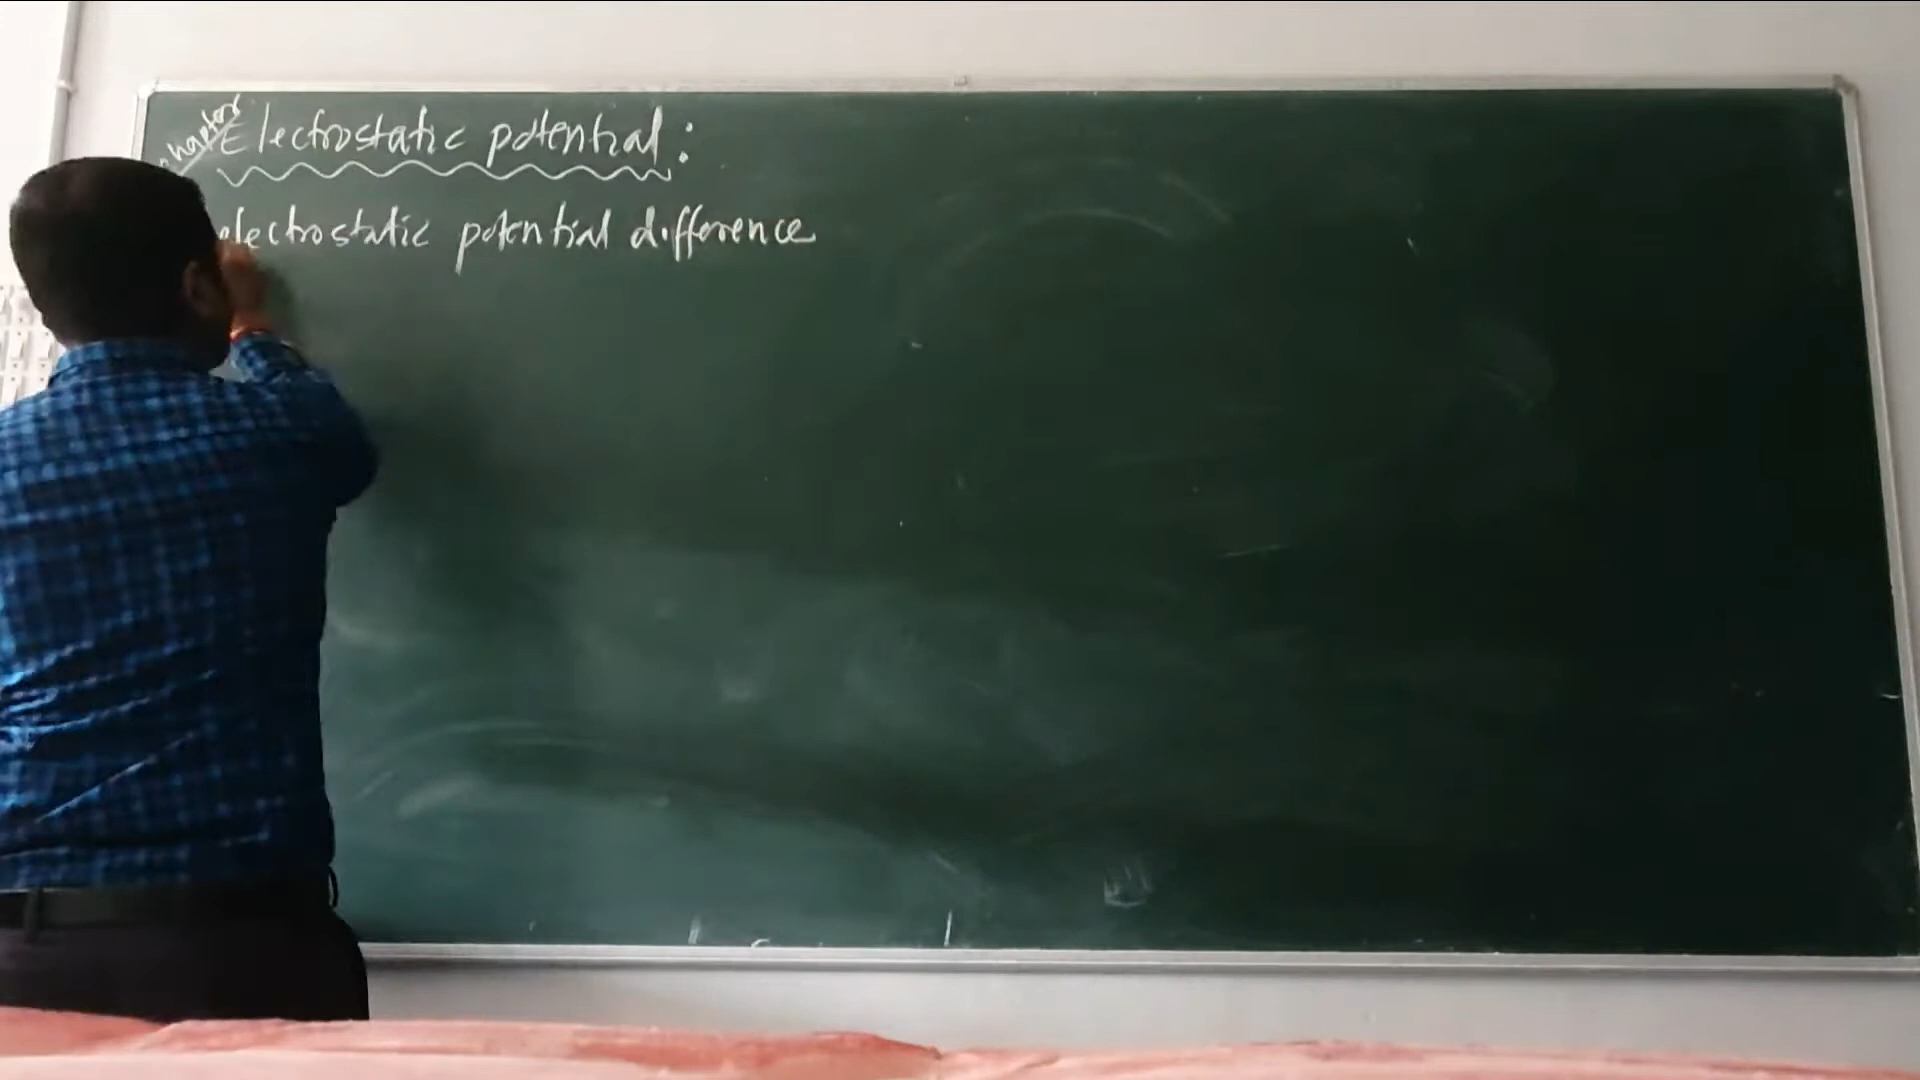 Electrostatic potential:
electrostatic potential difference